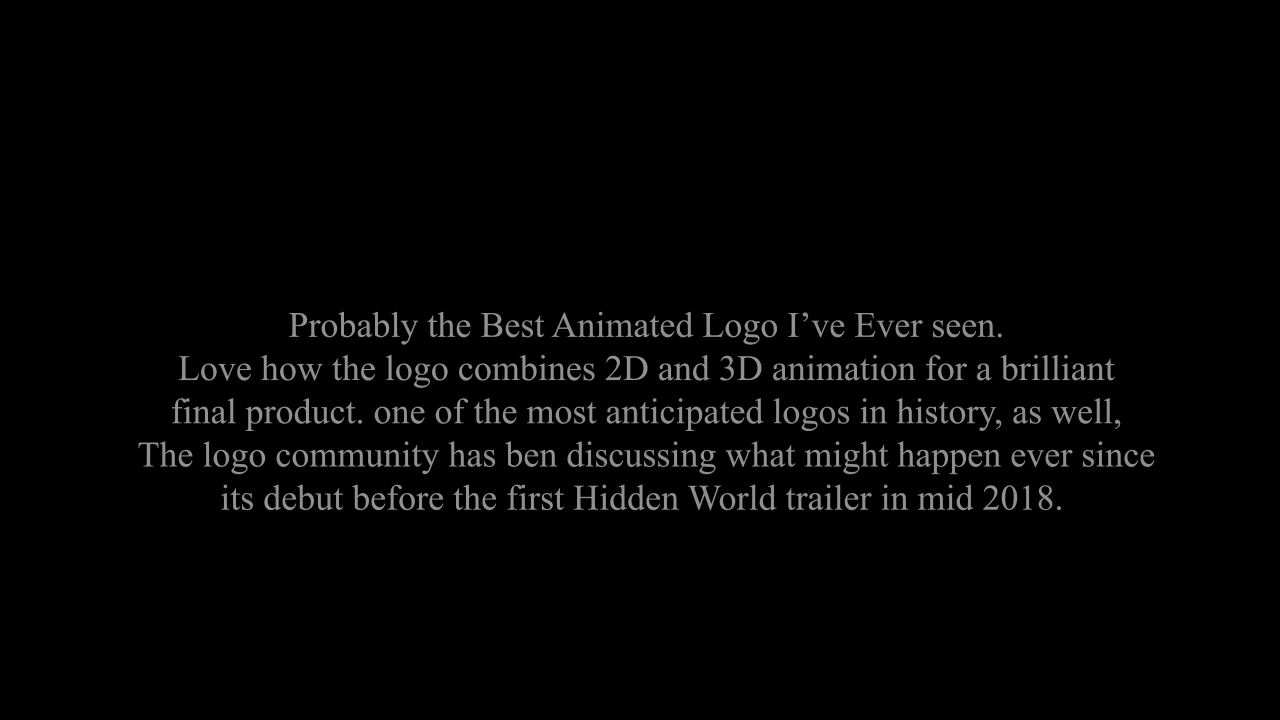 Probably the Best Animated Logo I’ve Ever seen.
Love how the logo combines 2D and 3D animation for a brilliant
final product. one of the most anticipated logos in history, as well,
The logo community has ben discussing what might happen ever since
its debut before the first Hidden World trailer in mid 2018.